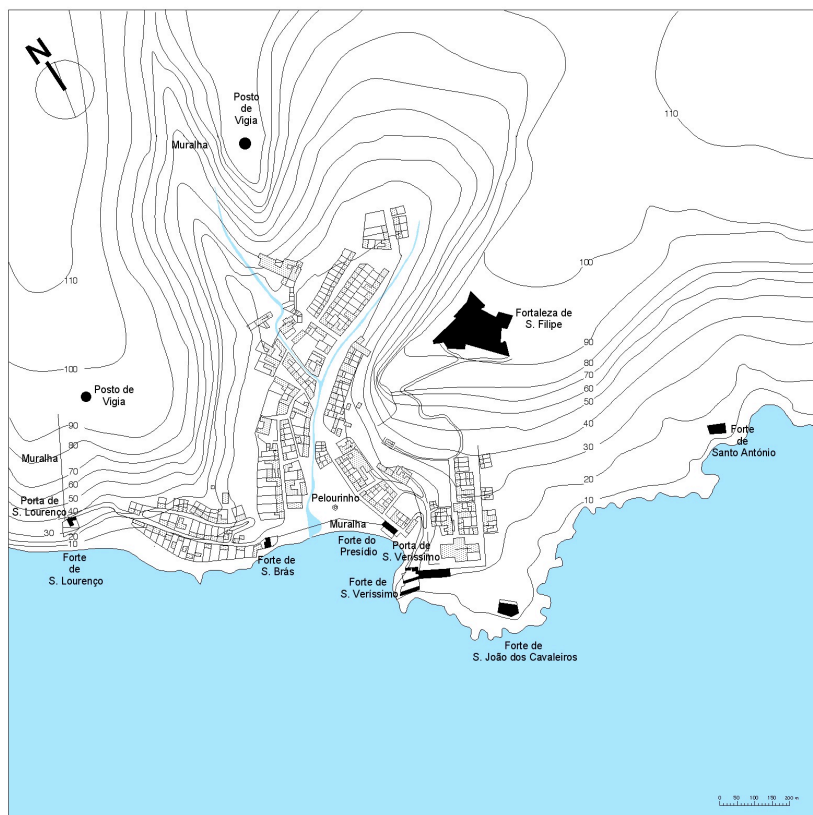 N
Posto
de
Vigia
Muralha
110
110
100
Fortaleza de
S. Filipe
90
80
70
60
50
40
30
20
10
100
Posto de
Vigia
90
80
70
60
50
40
30
20
10
Muralha
Porta de
S. Lourenço
Forte
de
S. Lourenço
Forte
de
Santo António
Pelourinho
Muralha
Forte de
S. Brás
Forte do
Presídio
Porta de
S. Veríssimo
Forte de
S. Veríssimo
Forte de
S. João dos Cavaleiros
0 50 100 150 200 m